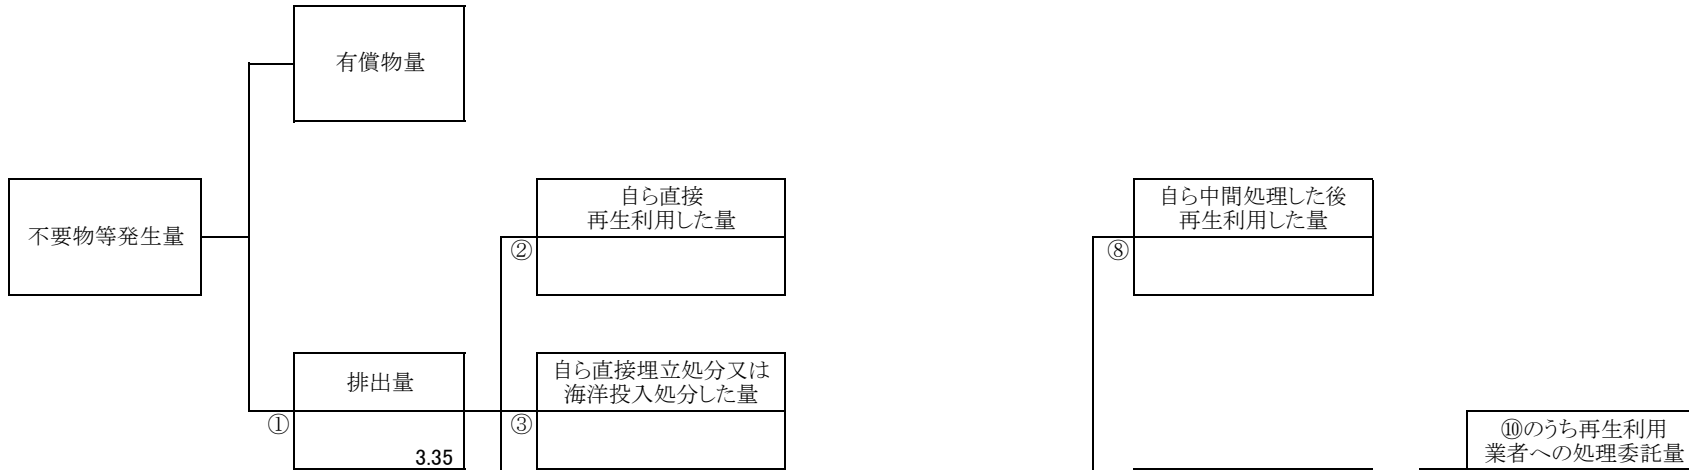 有償物量
不要物等発生量
自ら直接
再生利用した量
②
自ら中間処理した後
再生利用した量
⑧
排出量
①
3.35
自ら直接埋立処分又は
海洋投入処分した量
③
⑩のうち再生利用
業者への処理委託量